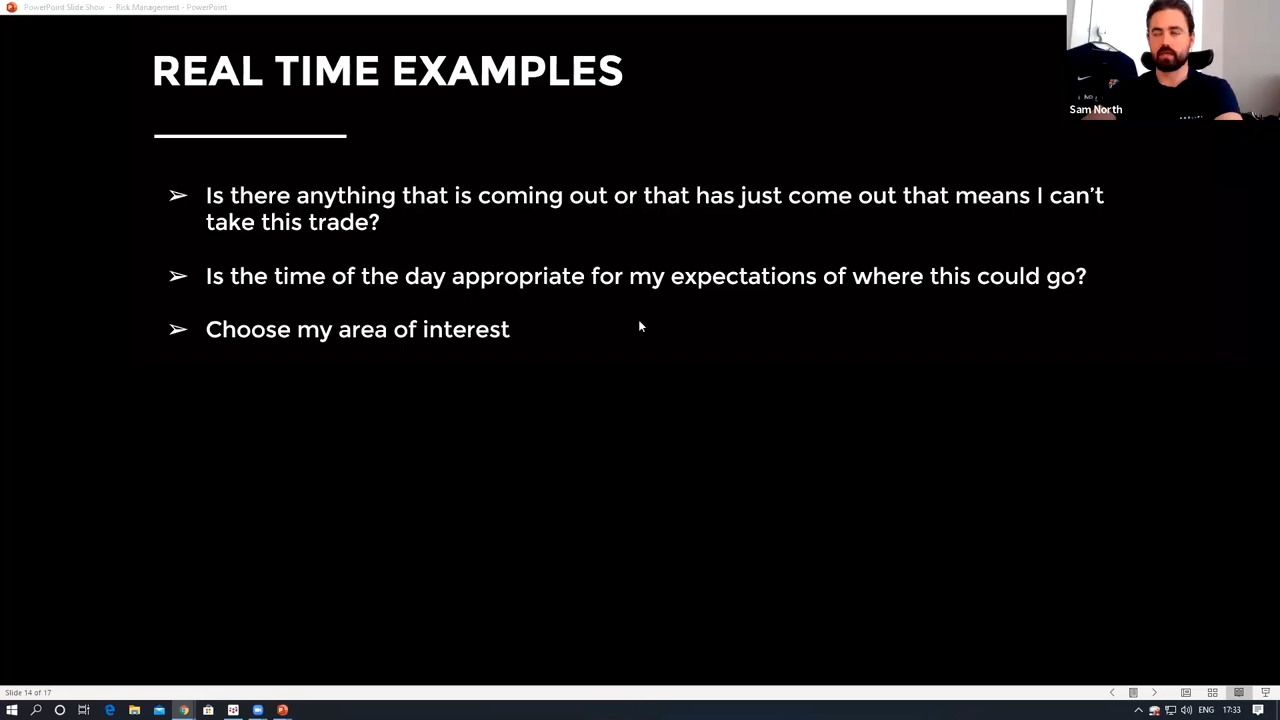 PowerPoint Slide Show - Risk Management - PowerPoint
REAL TIME EXAMPLES
Sam North
➢ Is there anything that is coming out or that has just come out that means I can’t
take this trade?
➢ Is the time of the day appropriate for my expectations of where this could go?
➢ Choose my area of interest
Slide 14 of 17
ENG 17:33